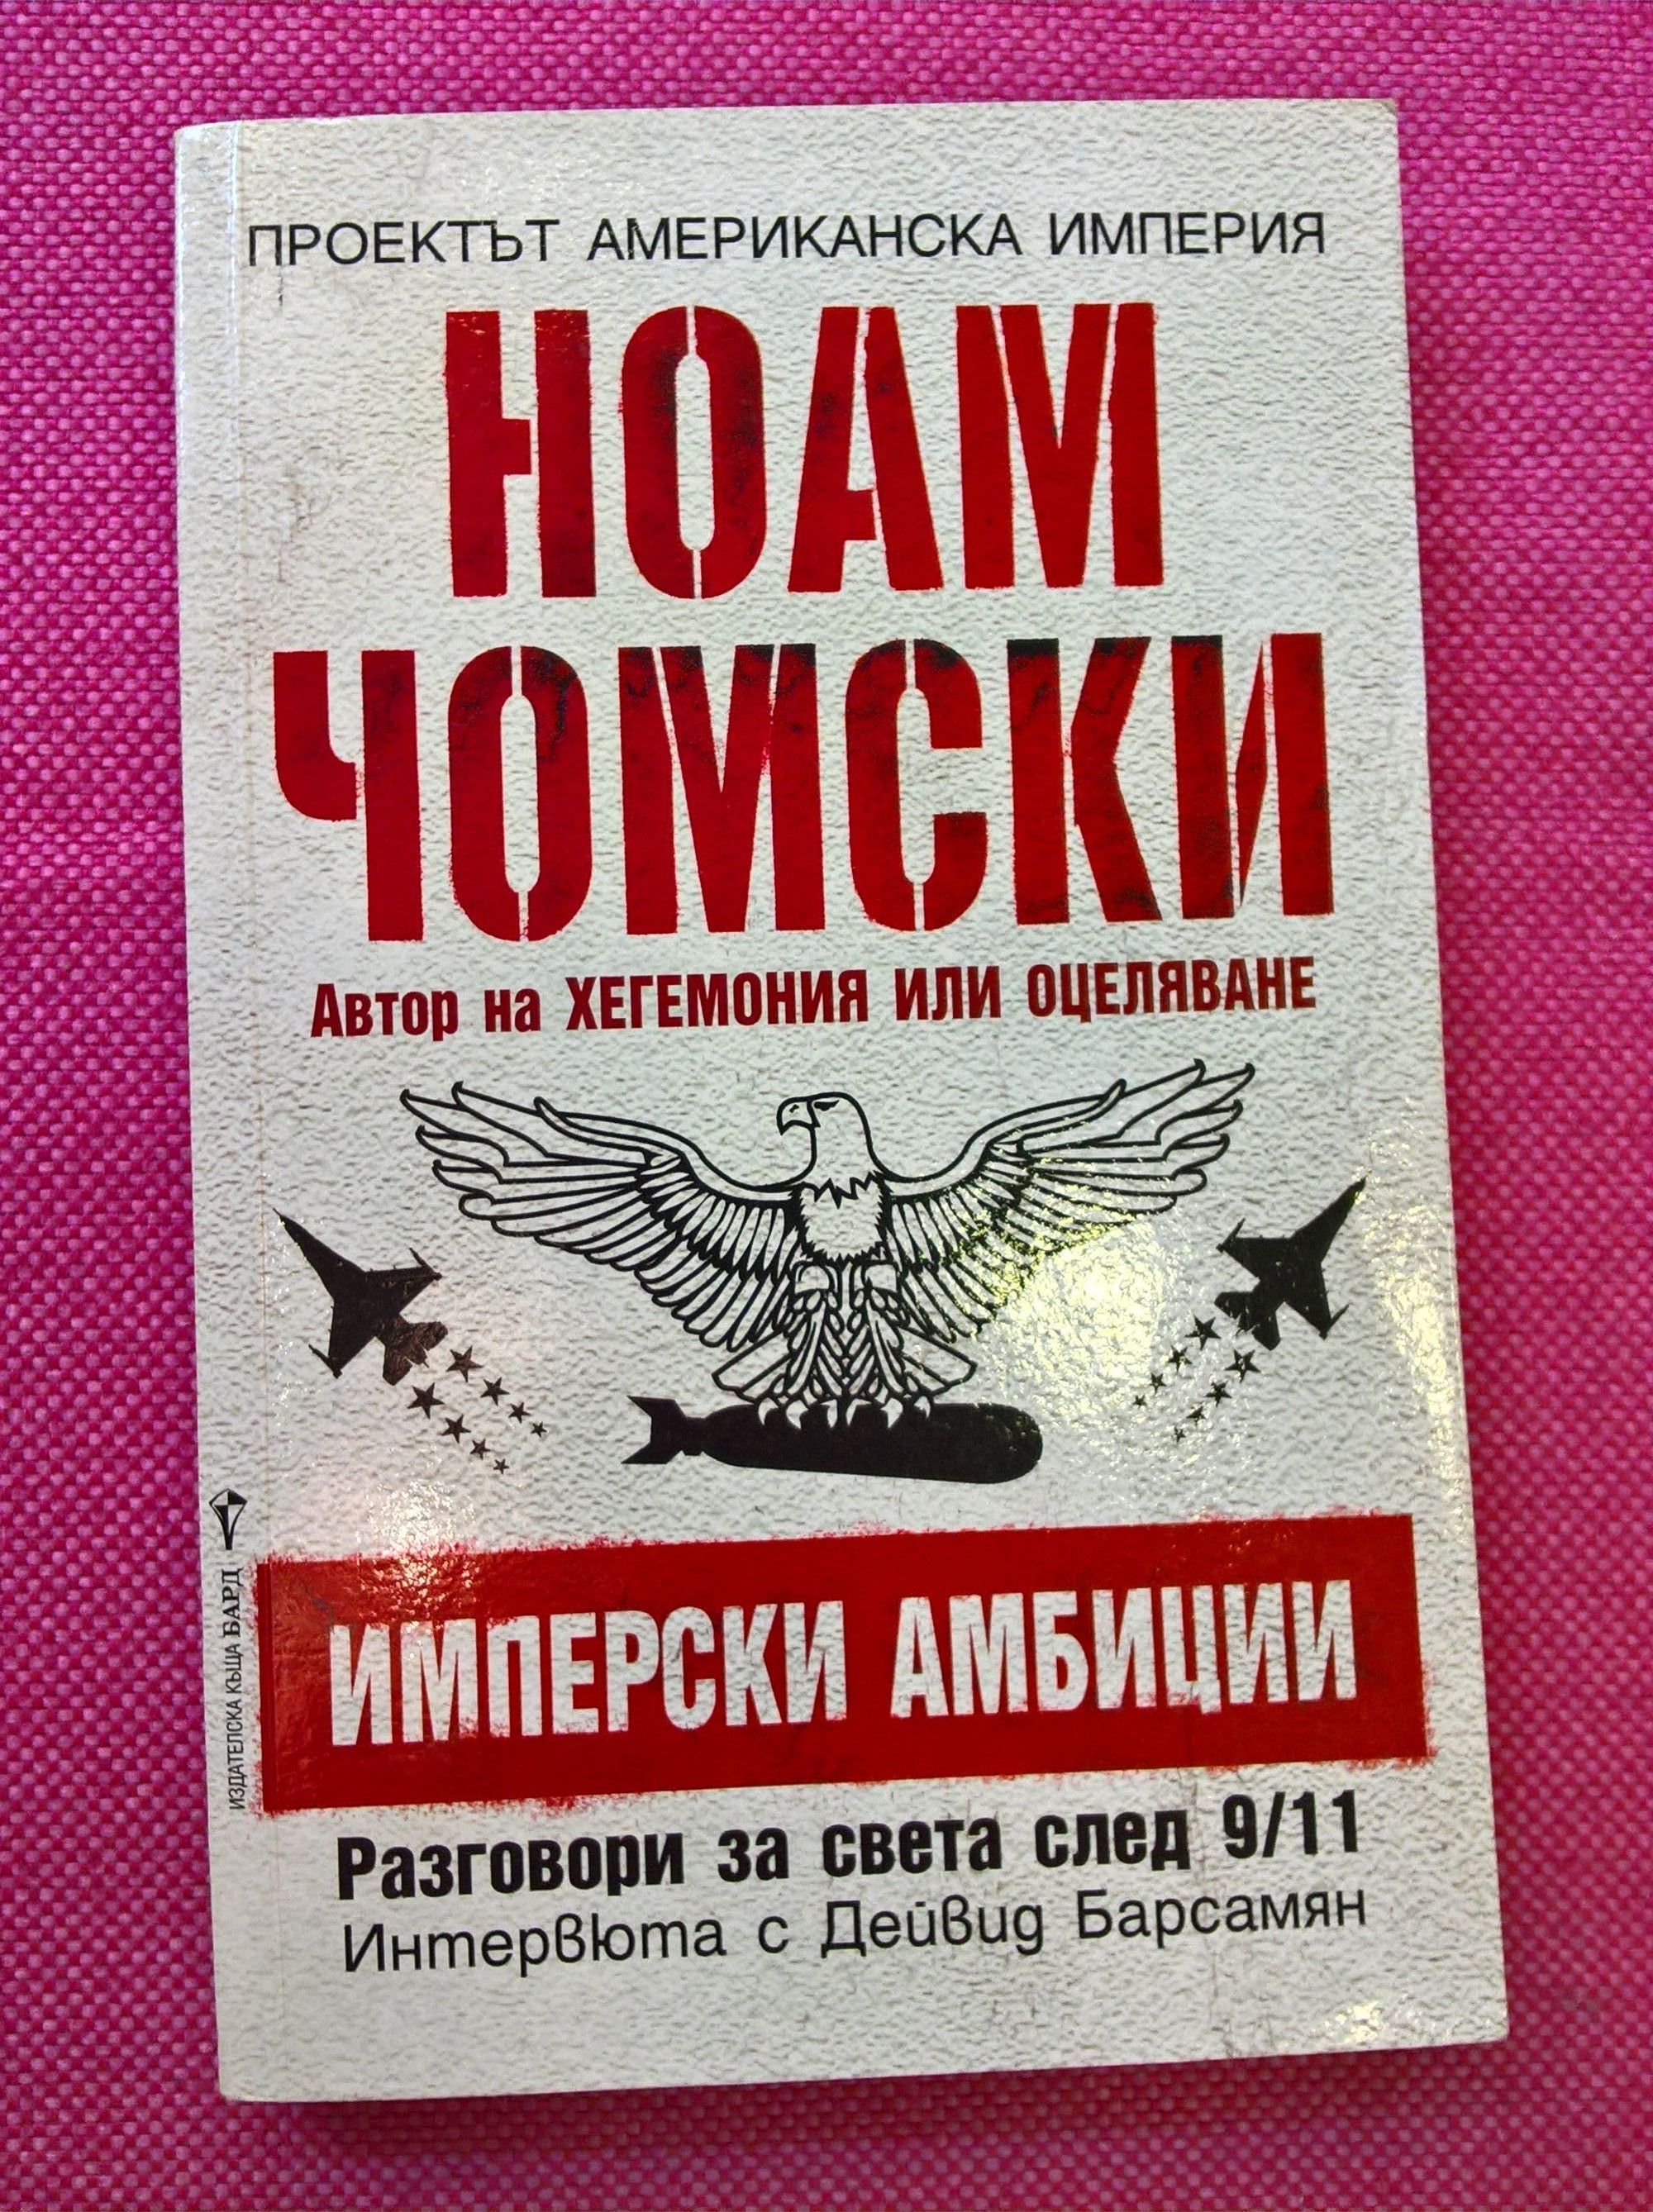 ПРОЕКТЪТ АМЕРИКАНСКА ИМПЕРИЯ
НОАМ
ЧОМСКИ
Автор на ХЕГЕМОНИЯ ИЛИ ОЦЕЛЯВАНЕ
ИМПЕРСКИ АМБИЦИИ
Разговори за света след 9/11
Интервюта с Дейвид Барсамян
ИЗДАТЕЛСКА КЪЩА БАРД